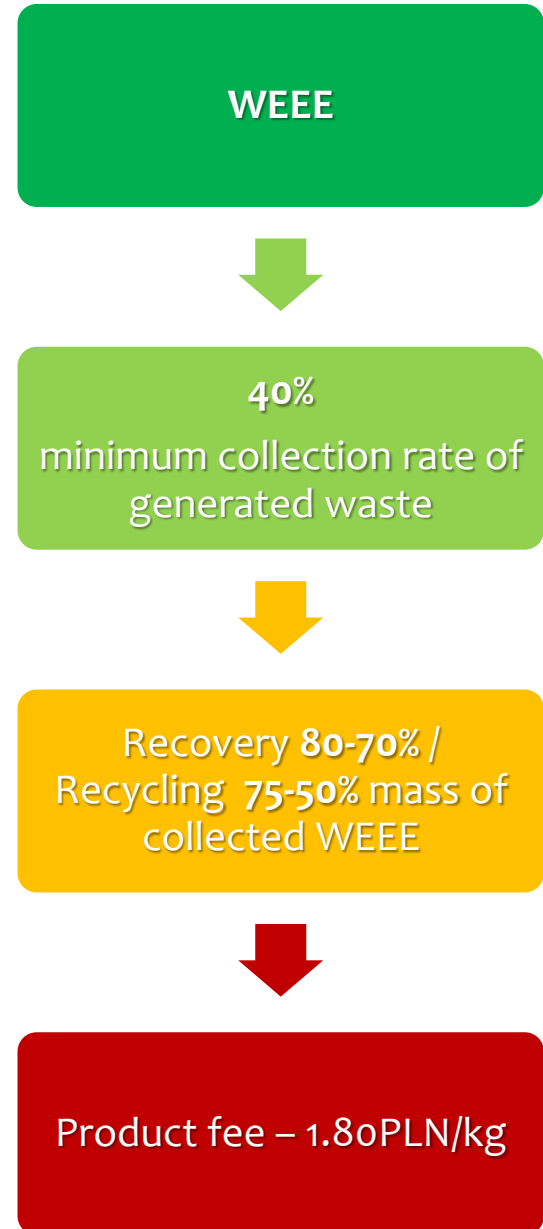 WEEE
40%
minimum collection rate of
generated waste
Recovery 80-70% /
Recycling 75-50% mass of
collected WEEE
Product fee – 1.80PLN/kg